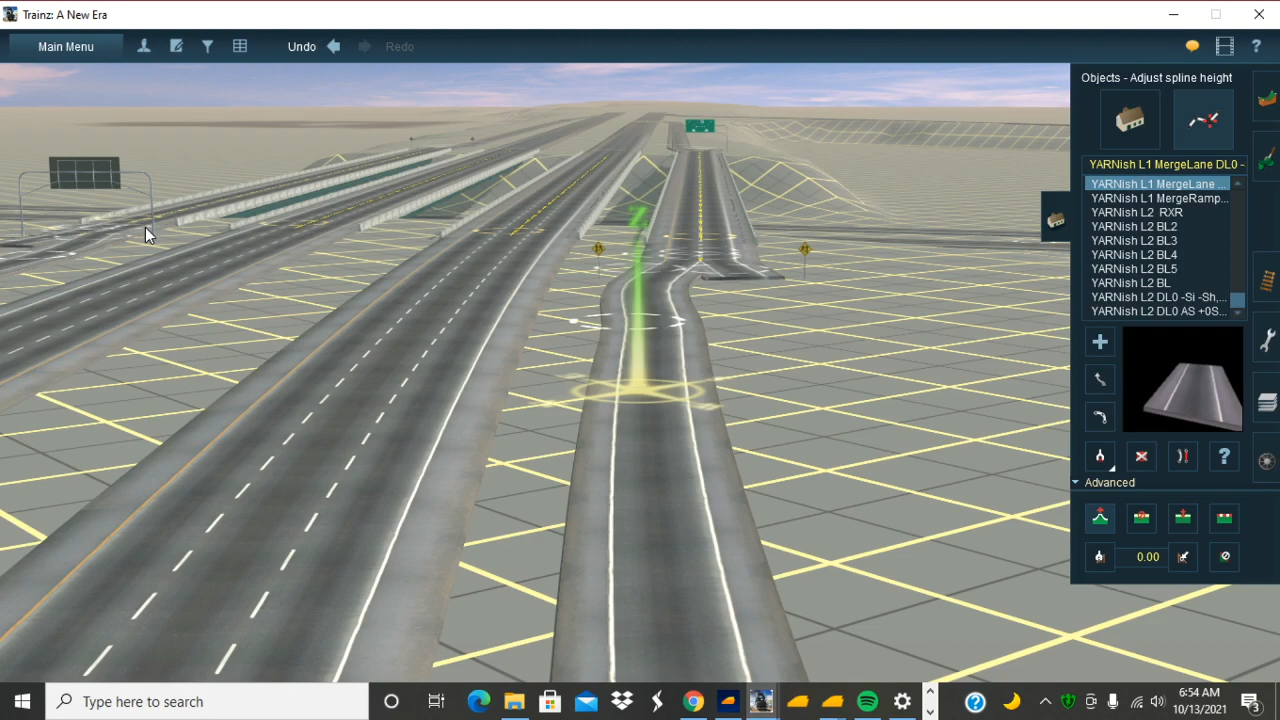 Trainz: A New Era
Main Menu
Undo
Redo
?
Objects - Adjust spline height
YARNish L1 MergeLane DL0 -
YARNish L1 MergeLane ...
YARNish L1 MergeRamp...
YARNish L2 RXR
YARNish L2 BL2
YARNish L2 BL3
YARNish L2 BL4
YARNish L2 BL5
YARNish L2 BL
YARNish L2 DL0 -Si -Sh,...
YARNish L2 DL0 AS +0S...
?
Advanced
0.00
Type here to search
?
6:54 AM
10/13/2021
3